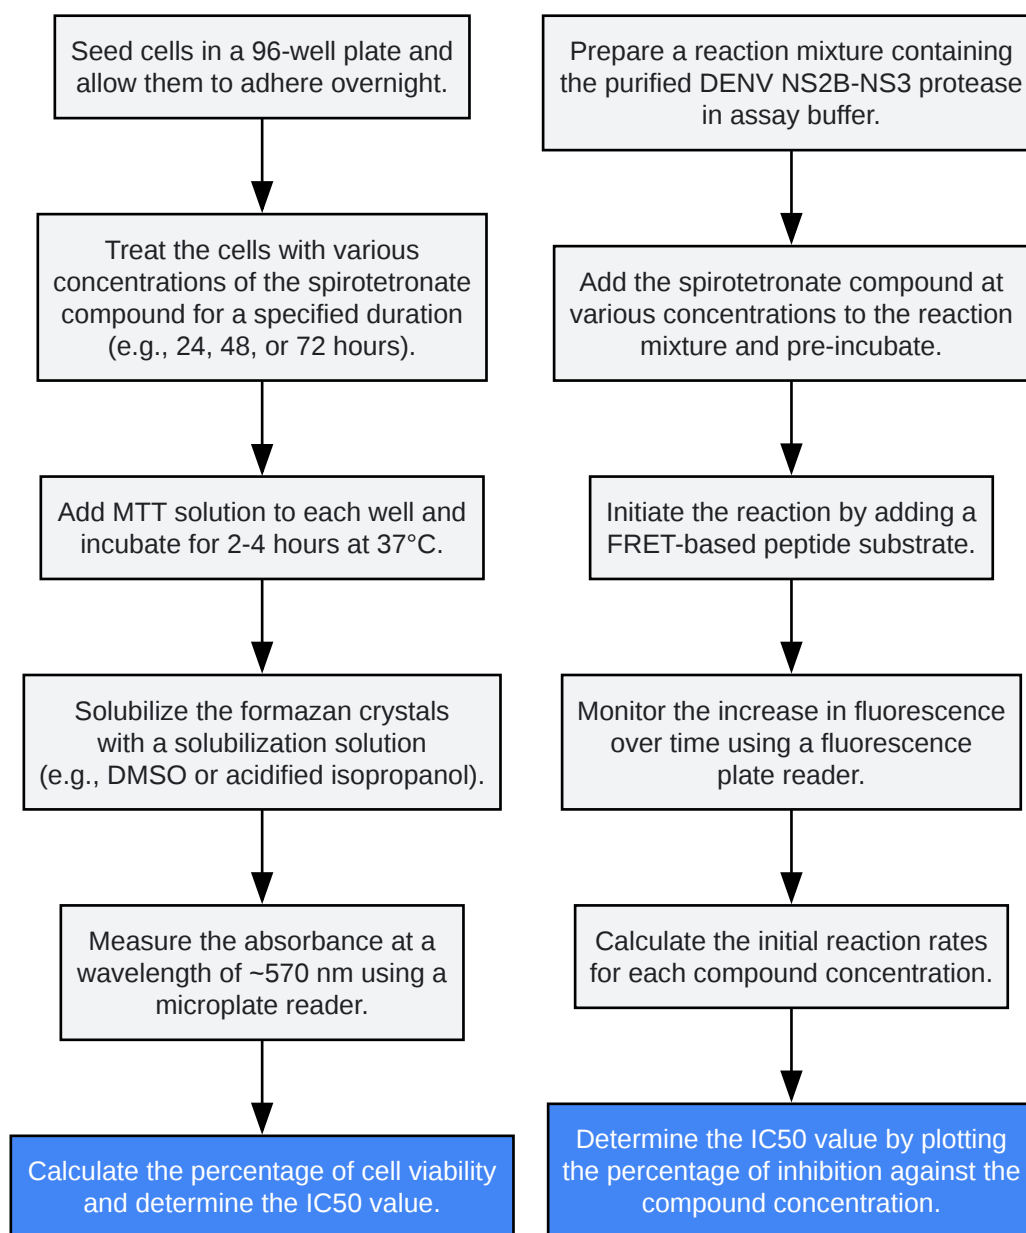 Seed cells in a 96-well plate and
allow them to adhere overnight.
Treat the cells with various
concentrations of the spirotetronate
compound for a specified duration
(e.g., 24, 48, or 72 hours).
Add MTT solution to each well and
incubate for 2-4 hours at 37°C.
Solubilize the formazan crystals
with a solubilization solution
(e.g., DMSO or acidified isopropanol).
Measure the absorbance at a
wavelength of ~570 nm using a
microplate reader.
Calculate the percentage of cell viability
and determine the IC50 value.
Prepare a reaction mixture containing
the purified DENV NS2B-NS3 protease
in assay buffer.
Add the spirotetronate compound at
various concentrations to the reaction
mixture and pre-incubate.
Initiate the reaction by adding a
FRET-based peptide substrate.
Monitor the increase in fluorescence
over time using a fluorescence
plate reader.
Calculate the initial reaction rates
for each compound concentration.
Determine the IC50 value by plotting
the percentage of inhibition against the
compound concentration.